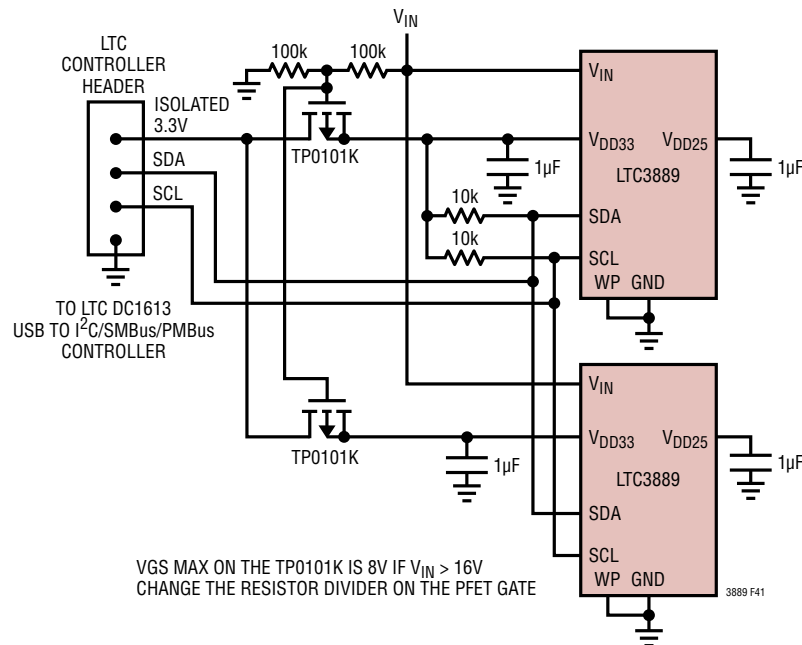 LTC
CONTROLLER
HEADER
ISOLATED
3.3V
SDA
SCL
TO LTC DC1613
USB TO I2C/SMBus/PMBus
CONTROLLER
VIN
100k
100k
TP0101K
1µF
10k
10k
VIN
VDD33
VDD25
LTC3889
SDA
SCL
WP GND
1µF
TP0101K
1µF
VIN
VDD33
VDD25
LTC3889
SDA
SCL
WP GND
1µF
VGS MAX ON THE TP0101K IS 8V IF VIN > 16V
CHANGE THE RESISTOR DIVIDER ON THE PFET GATE
3889 F41